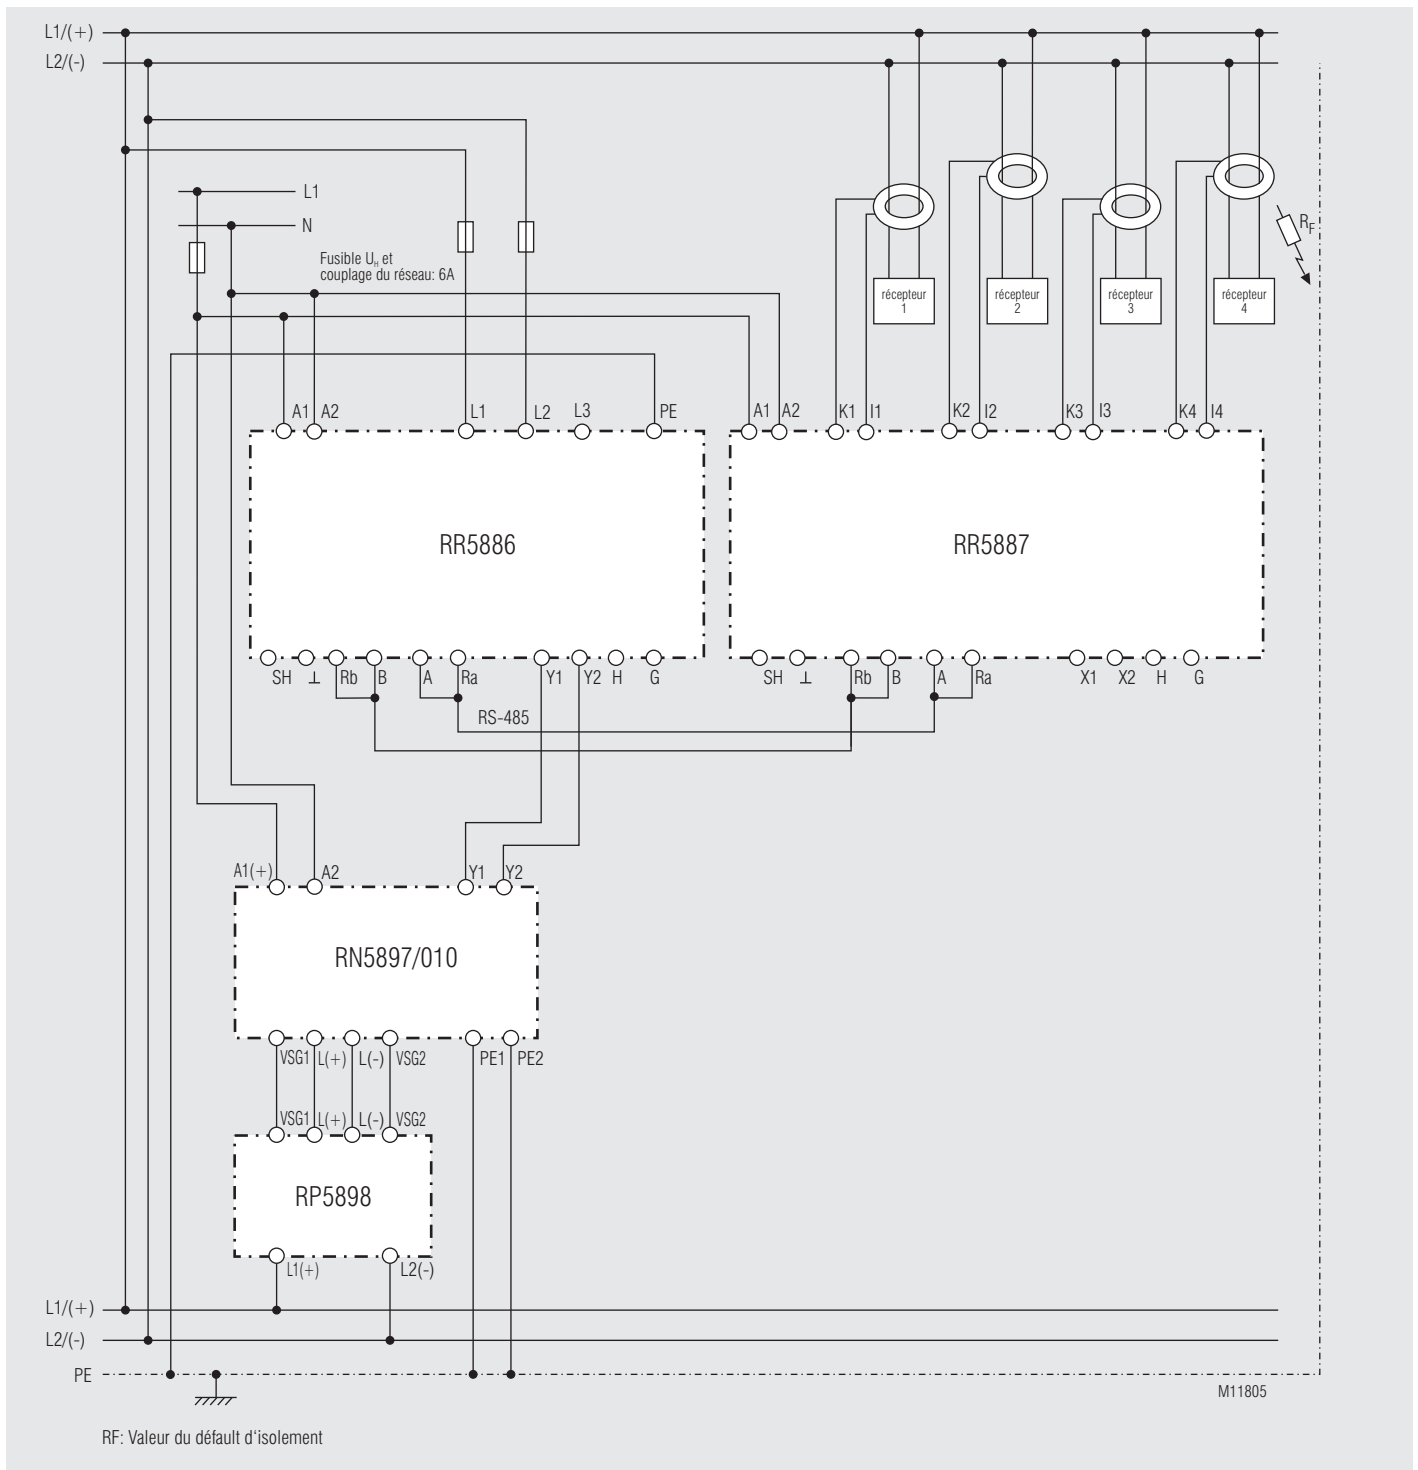 L1/(+)
L2/(-)
L1
N
Fusible UH et
couplage du réseau: 6A
RF
récepteur
1
récepteur
2
récepteur
3
récepteur
4
A1 A2 L1 L2 L3 PE
A1 A2 K1 I1 K2 I2 K3 I3 K4 I4
RR5886
RR5887
SH ⊥ Rb B A Ra Y1 Y2 H G
SH ⊥ Rb B A Ra X1 X2 H G
RS-485
A1(+) A2 Y1 Y2
RN5897/010
VSG1 L(+) L(-) VSG2 PE1 PE2
VSG1 L(+) L(-) VSG2
RP5898
L1(+) L2(-)
L1/(+)
L2/(-)
PE
M11805
RF: Valeur du défault d‘isolement